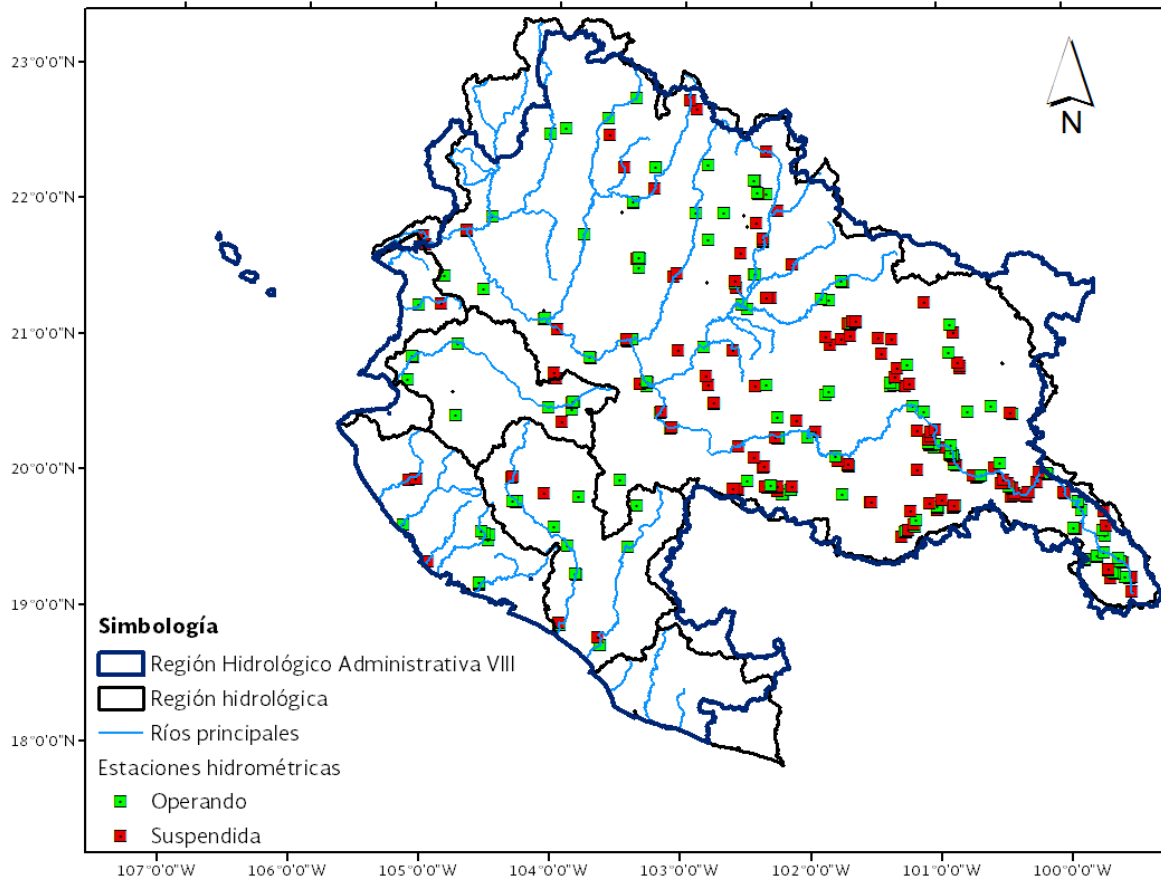 23°0'0"N
22°0'0"N
21°0'0"N
20°0'0"N
19°0'0"N
18°0'0"N
N
Simbología
Región Hidrológico Administrativa VIII
Región hidrológica
Ríos principales
Estaciones hidrométricas
Operando
Suspendida
107°0'0"W 106°0'0"W 105°0'0"W 104°0'0"W 103°0'0"W 102°0'0"W 101°0'0"W 100°0'0"W